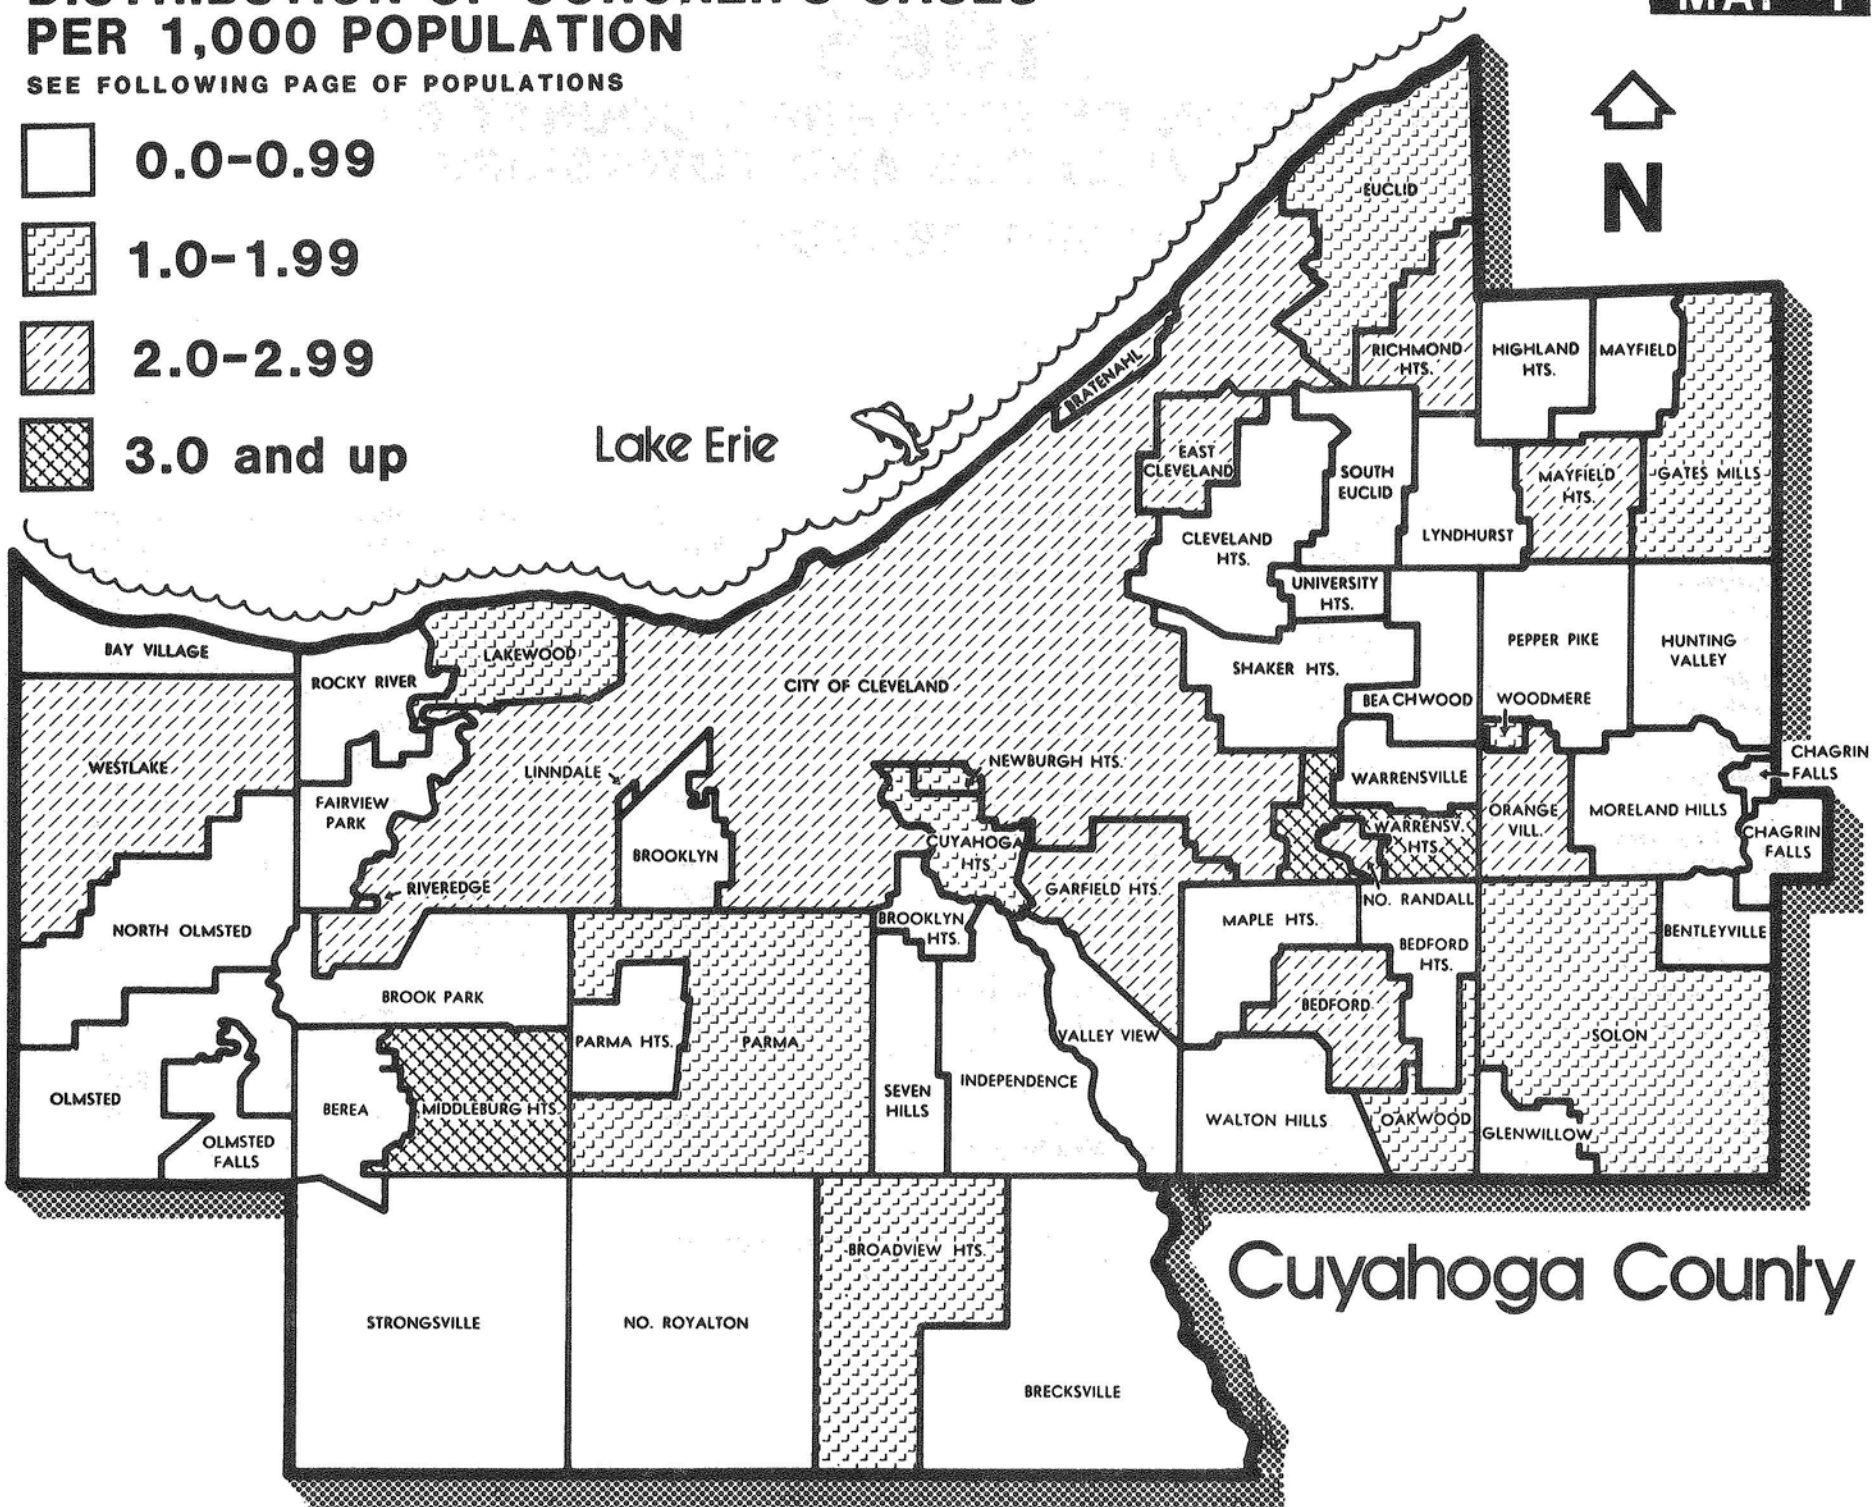 DISTRIBUTION OF CORONER'S CASES
PER 1,000 POPULATION
SEE FOLLOWING PAGE OF POPULATIONS
MAP 1
0.0-0.99
1.0-1.99
2.0-2.99
3.0 and up
N
Lake Erie
EUCLID
RICHMOND
HTS.
HIGHLAND
HTS.
MAYFIELD
BRATENAHL
EAST
CLEVELAND
SOUTH
EUCLID
MAYFIELD
HTS.
GATES MILLS
CLEVELAND
HTS.
LYNDHURST
UNIVERSITY
HTS.
BAY VILLAGE
ROCKY RIVER
LAKEWOOD
CITY OF CLEVELAND
SHAKER HTS.
BEACHWOOD
PEPPER PIKE
HUNTING
VALLEY
WOODMERE
WESTLAKE
LINNDALE
NEWBURGH HTS.
WARRENSVILLE
CHAGRIN
FALLS
FAIRVIEW
PARK
BROOKLYN
CUYAHOGA
HTS.
WARRENSV.
HTS.
ORANGE
VILL.
MORELAND HILLS
CHAGRIN
FALLS
RIVEREDGE
GARFIELD HTS.
NO. RANDALL
NORTH OLMSTED
BROOKLYN
HTS.
MAPLE HTS.
BEDFORD
HTS.
BENTLEYVILLE
BROOK PARK
BEDFORD
PARMA HTS.
PARMA
VALLEY VIEW
SOLON
OLMSTED
BEREA
MIDDLEBURG HTS.
SEVEN
HILLS
INDEPENDENCE
WALTON HILLS
OAKWOOD
GLENWILLOW
OLMSTED
FALLS
STRONGSVILLE
NO. ROYALTON
BROADVIEW HTS.
BRECKSVILLE
Cuyahoga County